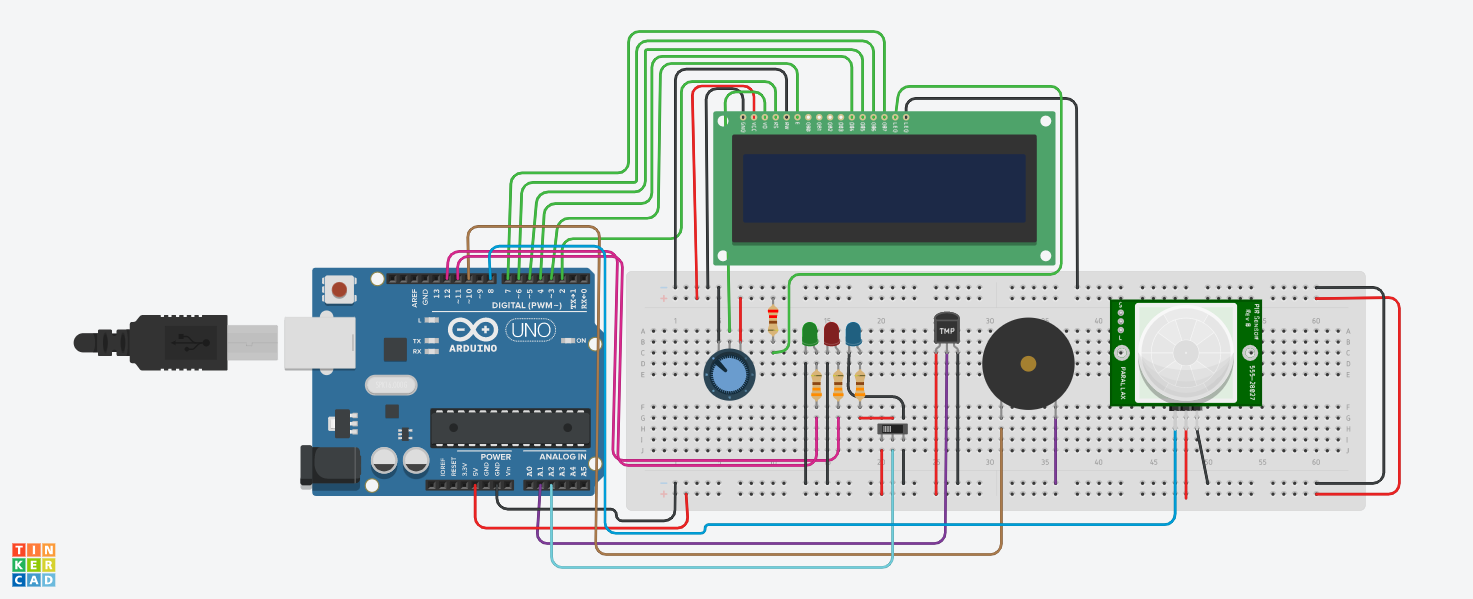 GND
VCC
VO
RS
RW
E
DB0
DB1
DB2
DB3
DB4
DB5
DB6
DB7
LED
LED
AREF
GND
13
12
~11
~10
~9
8
7
~6
~5
4
~3
2
TX→1
RX←0
DIGITAL (PWM~)
L
TX
RX
ARDUINO
UNO
ON
POWER
ANALOG IN
IOREF
RESET
3.3V
5V
GND
GND
Vin
A0
A1
A2
A3
A4
A5
1
15
20
25
30
40
45
50
55
60
A
B
C
D
E
F
G
H
I
J
TMP
PIR Sensor
Rev B
555-28027
PARALLAX
A
B
C
D
E
F
G
H
I
J
TIN
KER
CAD